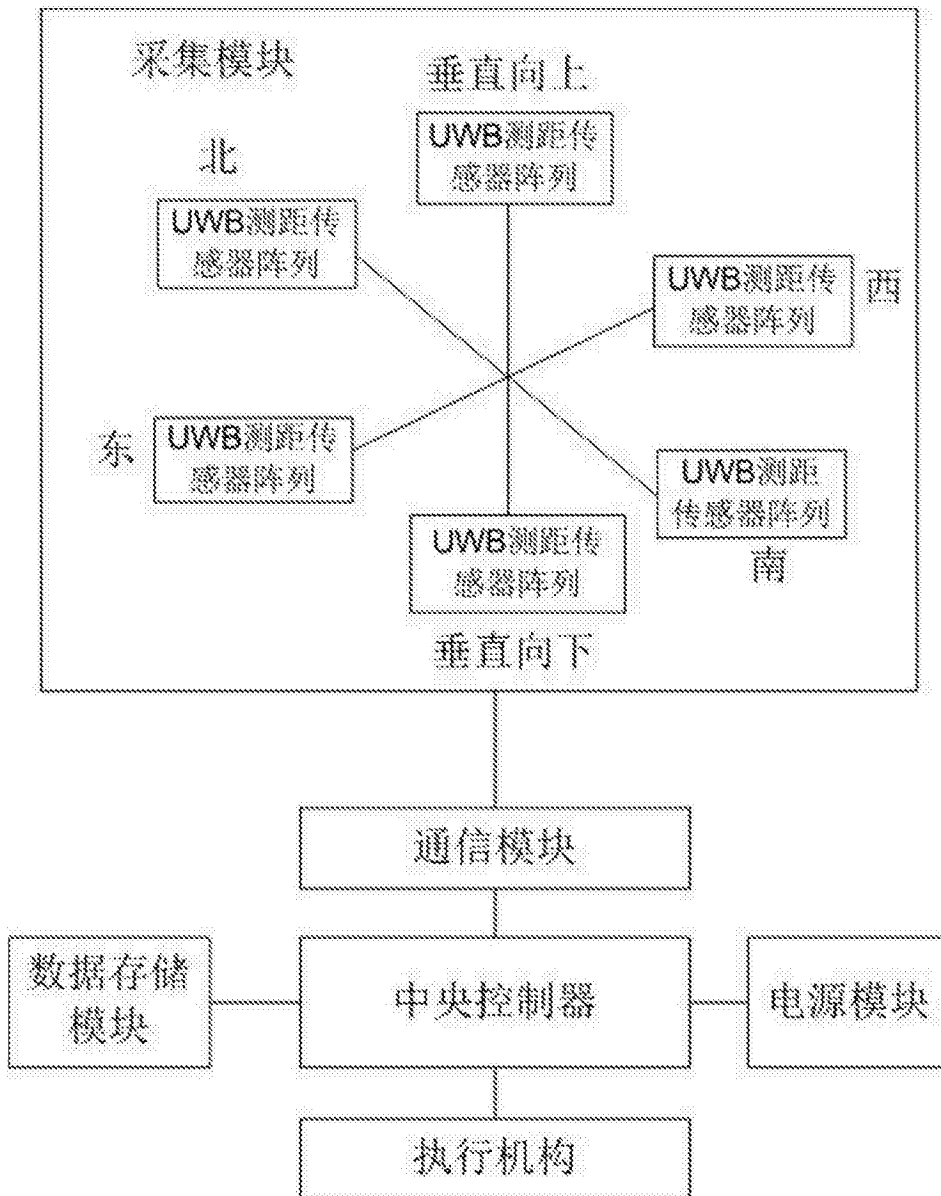 采集模块
垂直向上
UWB测距传
感器阵列
北
UWB测距传
感器阵列
UWB测距传
感器阵列
西
东
UWB测距传
感器阵列
UWB测距
传感器阵列
南
UWB测距传
感器阵列
垂直向下
通信模块
数据存储
模块
中央控制器
电源模块
执行机构